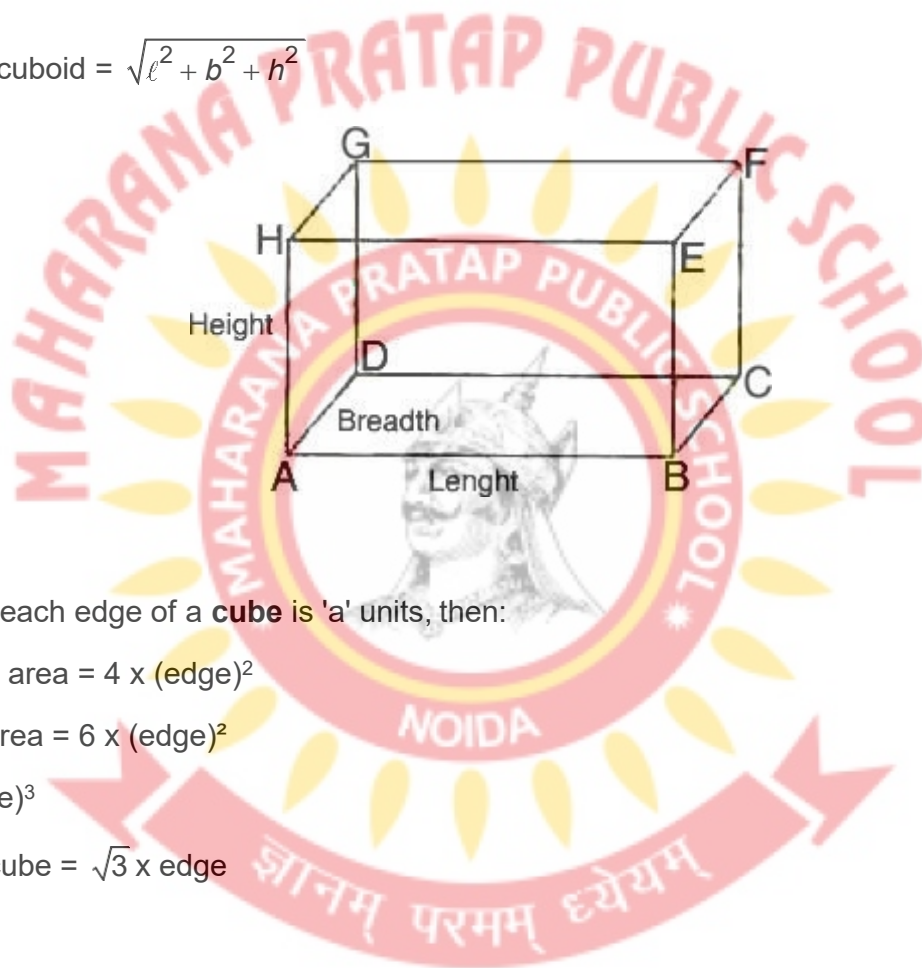 cuboid = √ℓ² + b² + h²
MAHARANA PRATAP PUBLIC SCHOOL
G
F
H
E
MAHARANA PRATAP PUBLIC SCHOOL
Height
D
C
Breadth
A
Lenght
B
each edge of a cube is 'a' units, then:
area = 4 x (edge)²
rea = 6 x (edge)²
NOIDA
e)³
ube = √3 x edge
ज्ञानम् परमम् ध्येयम्